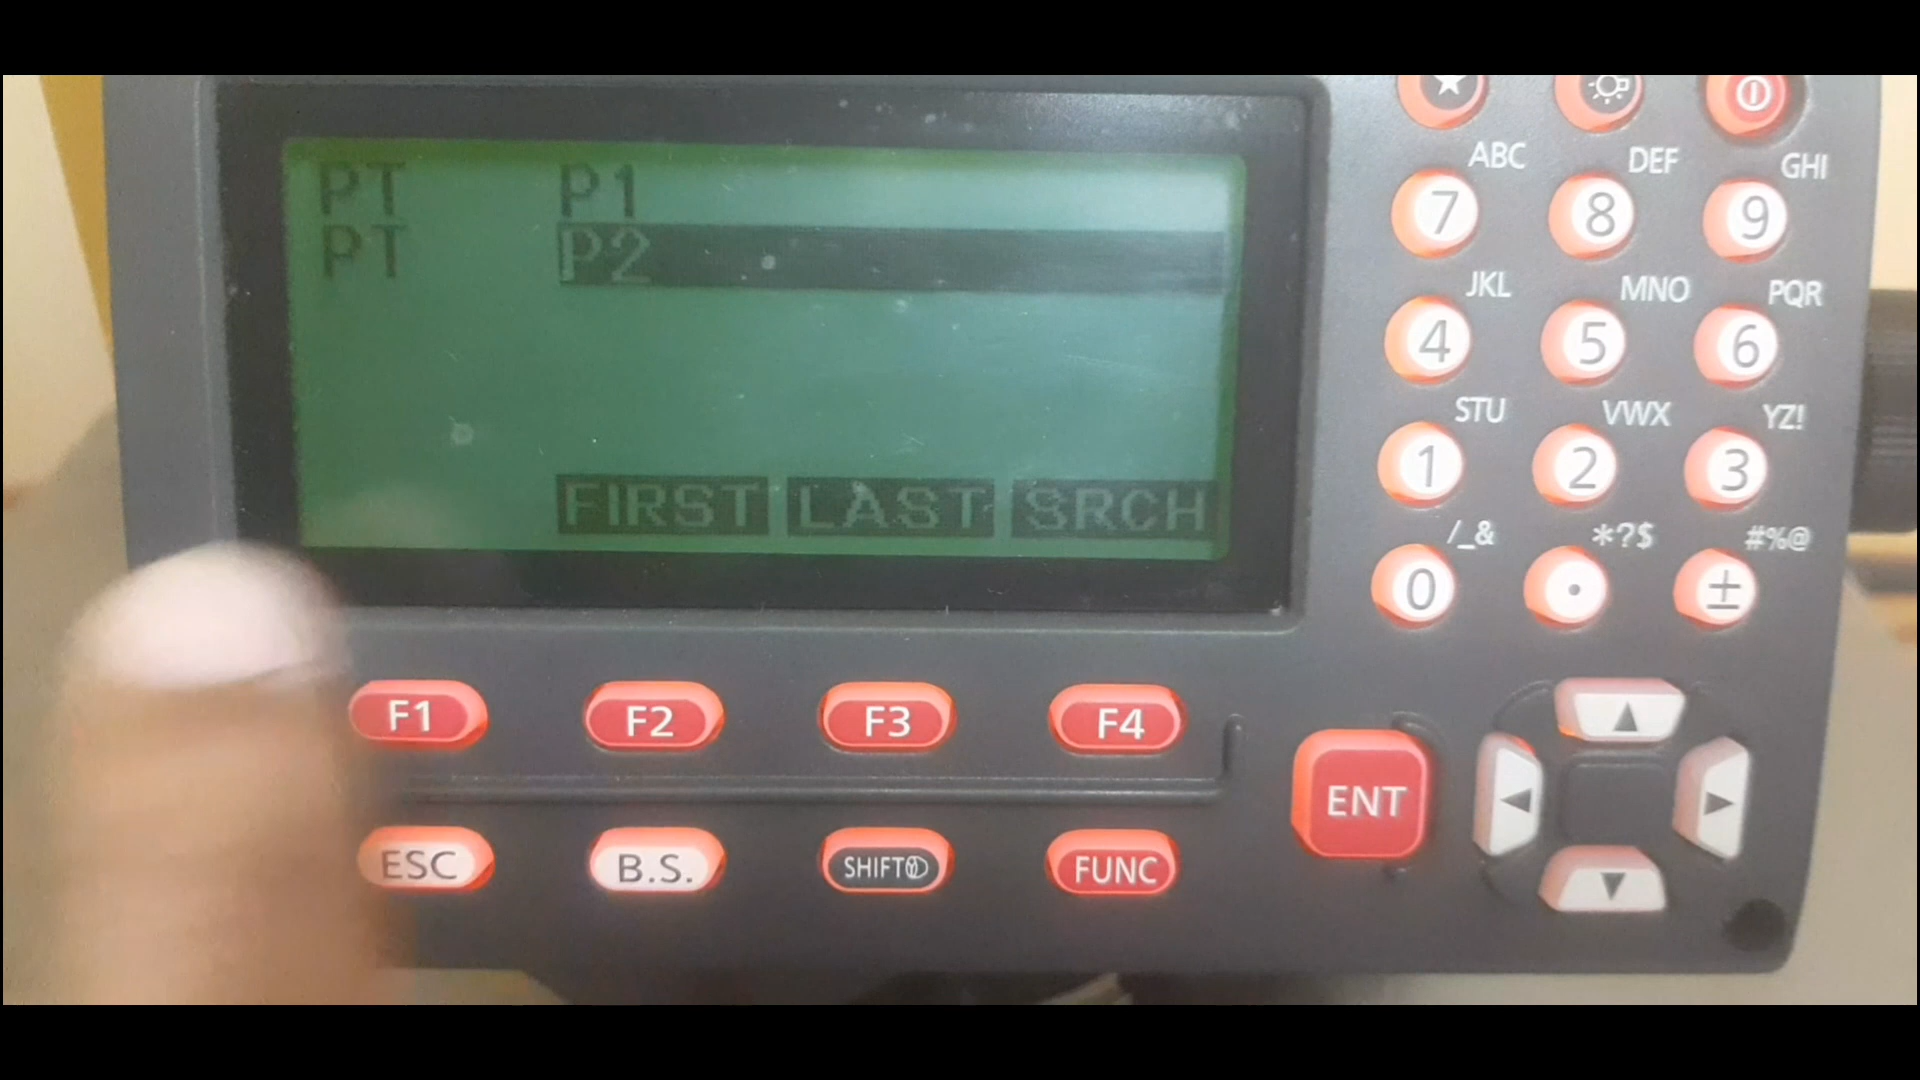 PT P1
PT P2
FIRST LAST SRCH
ABC DEF GHI
7 8 9
JKL MNO PQR
4 5 6
STU VWX YZ!
1 2 3
/_& *?$ #%@
0 . ±
F1 F2 F3 F4
ENT
ESC B.S. SHIFT FUNC